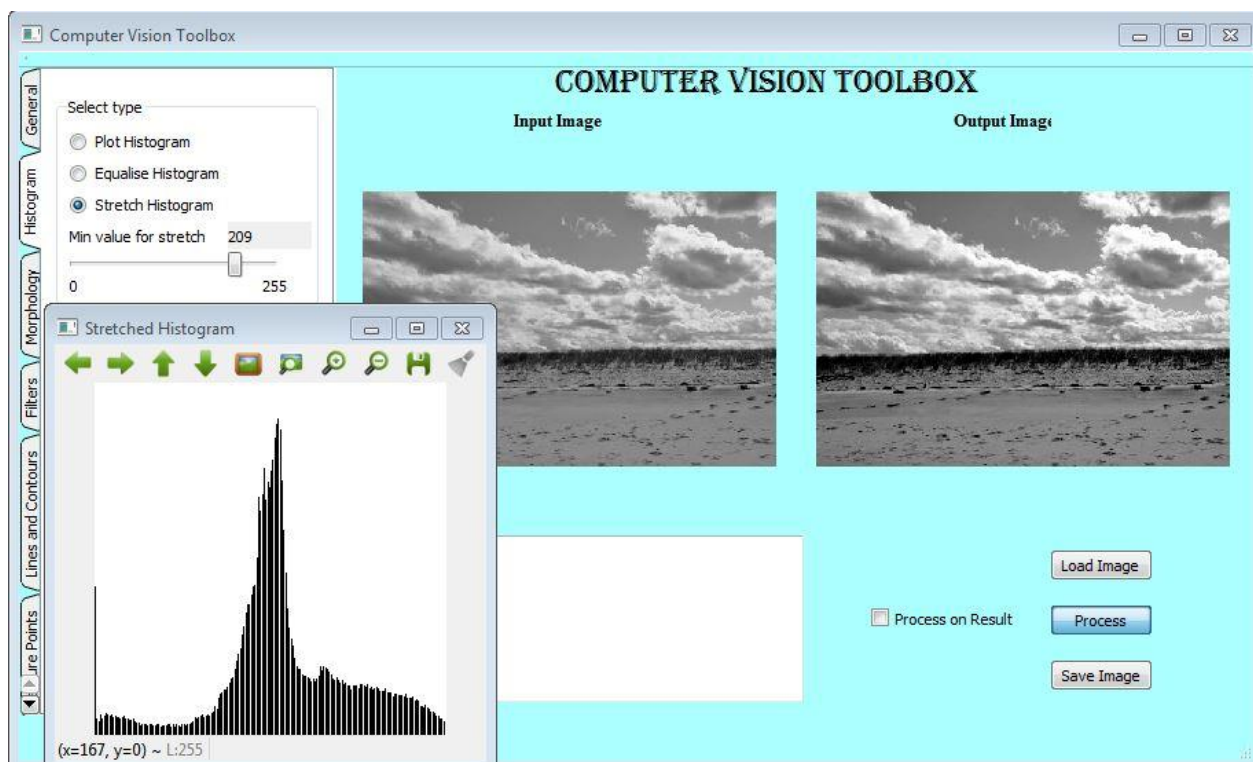 Computer Vision Toolbox
COMPUTER VISION TOOLBOX
General
Histogram
Morphology
Filters
Lines and Contours
ure Points
Select type
Plot Histogram
Equalise Histogram
Stretch Histogram
Min value for stretch 209
0 255
Input Image
Output Image
Stretched Histogram
(x=167, y=0) ~ L:255
Load Image
Process on Result
Process
Save Image